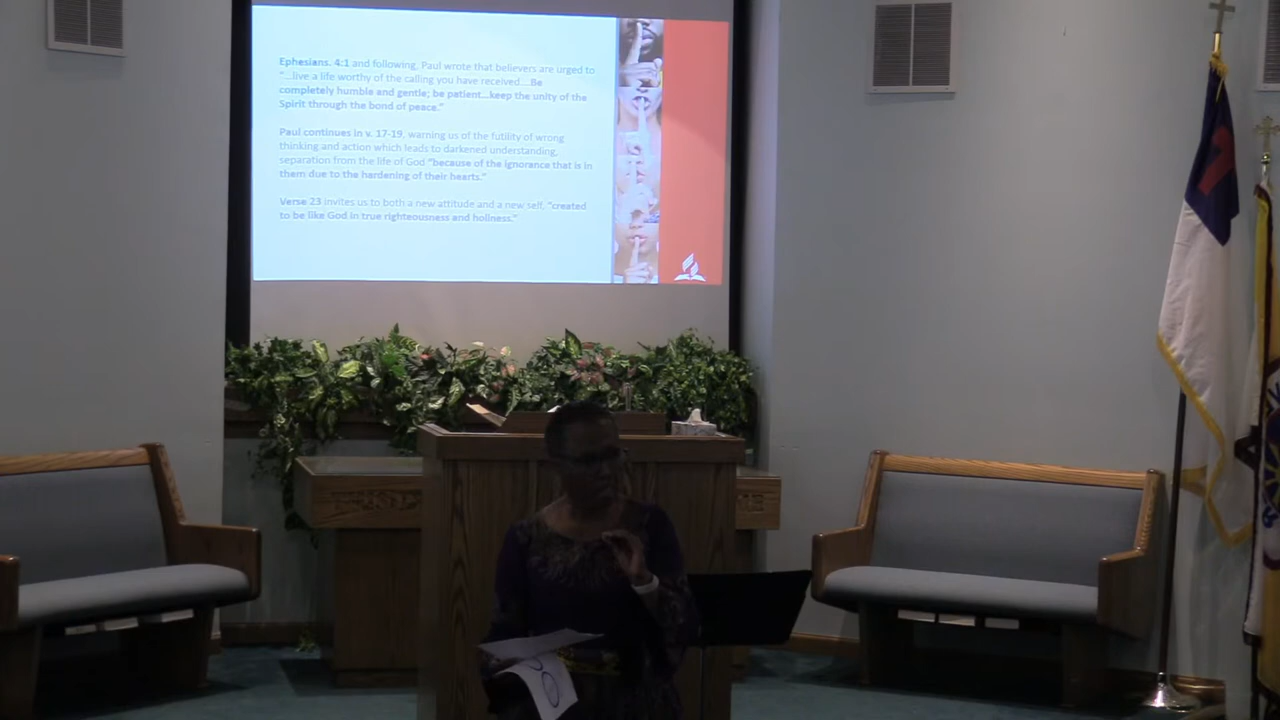 Ephesians. 4:1 and following, Paul wrote that believers are urged to
"...live a life worthy of the calling you have received....Be
completely humble and gentle; be patient...keep the unity of the
Spirit through the bond of peace."
Paul continues in v. 17-19, warning us of the futility of wrong
thinking and action which leads to darkened understanding,
separation from the life of God "because of the ignorance that is in
them due to the hardening of their hearts."
Verse 23 invites us to both a new attitude and a new self, "created
to be like God in true righteousness and holiness."